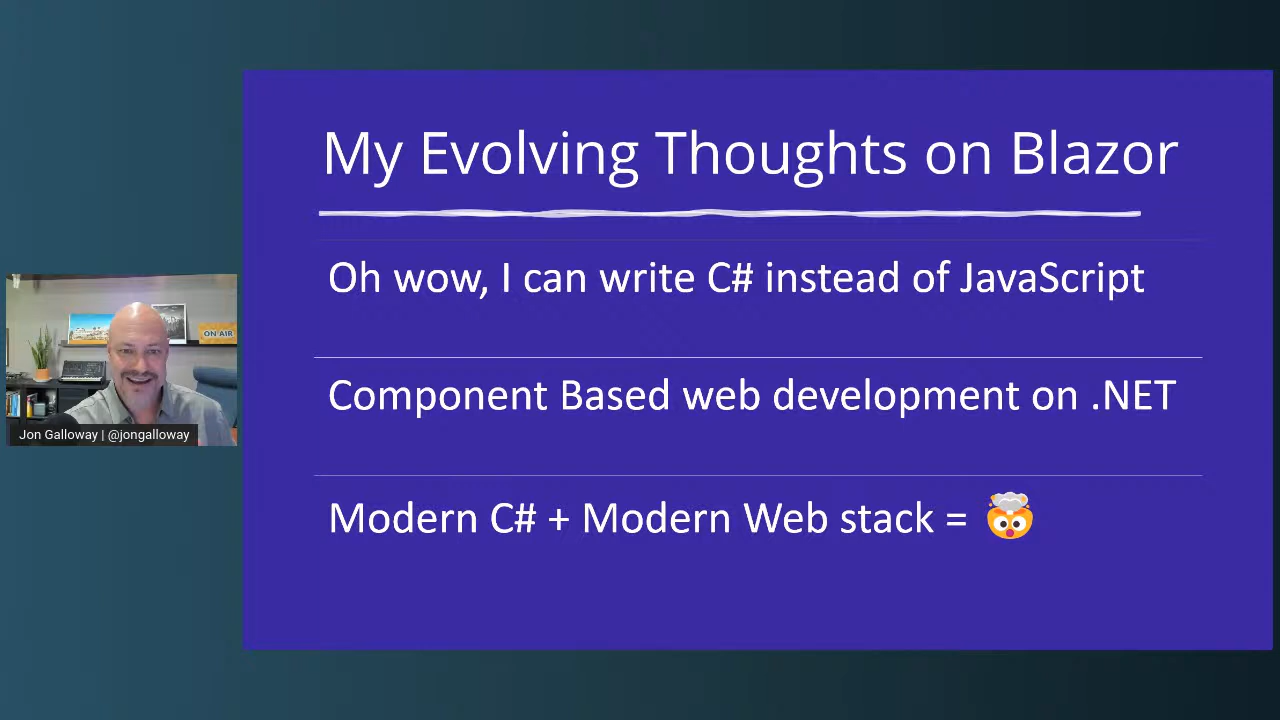 My Evolving Thoughts on Blazor
Oh wow, I can write C# instead of JavaScript
Component Based web development on .NET
Modern C# + Modern Web stack = 🤯
ON AIR
Jon Galloway | @jongalloway